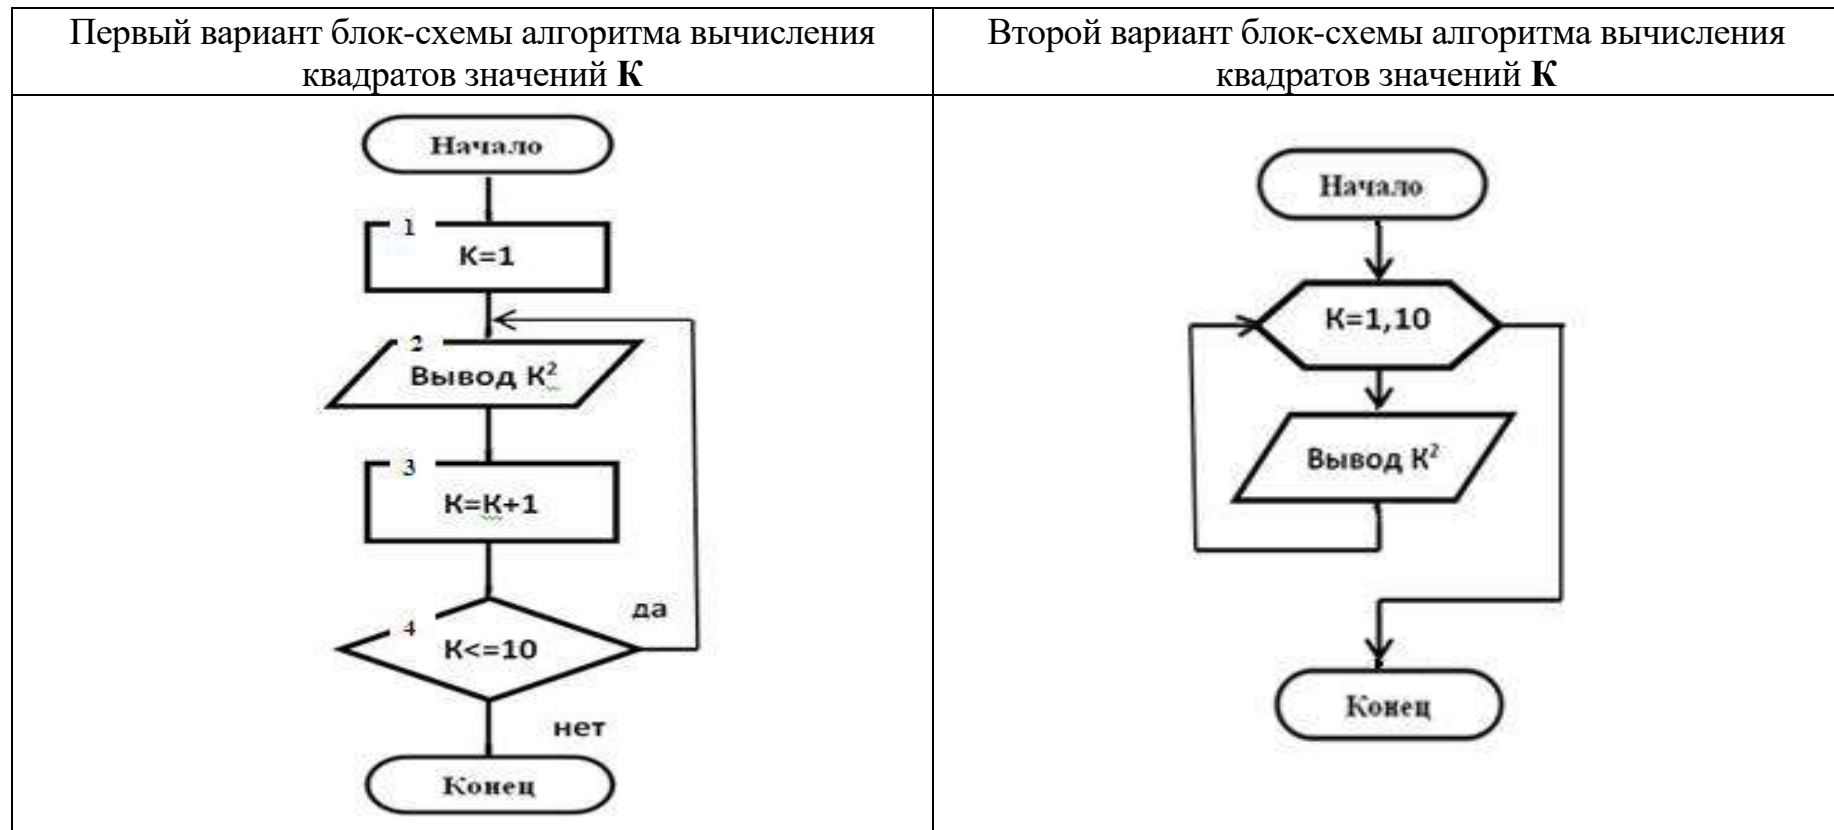 Первый вариант блок-схемы алгоритма вычисления
квадратов значений К
Начало
1
К=1
2
Вывод К²
3
К=К+1
4
К<=10
да
нет
Конец
Второй вариант блок-схемы алгоритма вычисления
квадратов значений К
Начало
К=1,10
Вывод К²
Конец